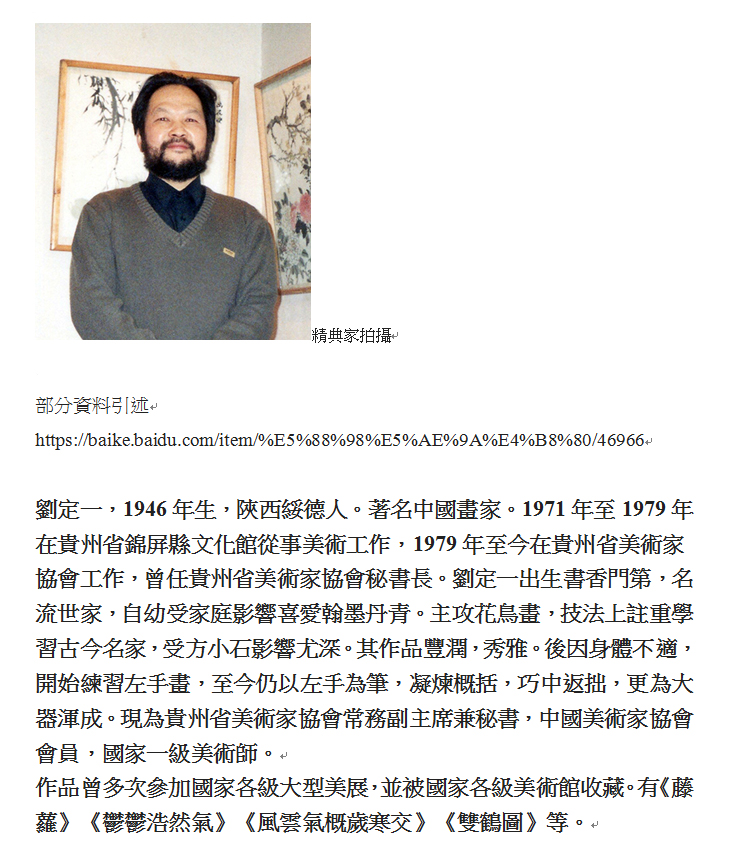 精典家拍攝
部分資料引述
https://baike.baidu.com/item/%E5%88%98%E5%AE%9A%E4%B8%80/46966
劉定一，1946 年生，陝西綏德人。著名中國畫家。1971 年至 1979 年
在貴州省錦屏縣文化館從事美術工作，1979 年至今在貴州省美術家
協會工作，曾任貴州省美術家協會秘書長。劉定一出生書香門第，名
流世家，自幼受家庭影響喜愛翰墨丹青。主攻花鳥畫，技法上註重學
習古今名家，受方小石影響尤深。其作品豐潤，秀雅。後因身體不適，
開始練習左手畫，至今仍以左手為筆，凝煉概括，巧中返拙，更為大
器渾成。現為貴州省美術家協會常務副主席兼秘書，中國美術家協會
會員，國家一級美術師。
作品曾多次參加國家各級大型美展，並被國家各級美術館收藏。有《藤
蘿》《鬱鬱浩然氣》《風雲氣概歲寒交》《雙鶴圖》等。